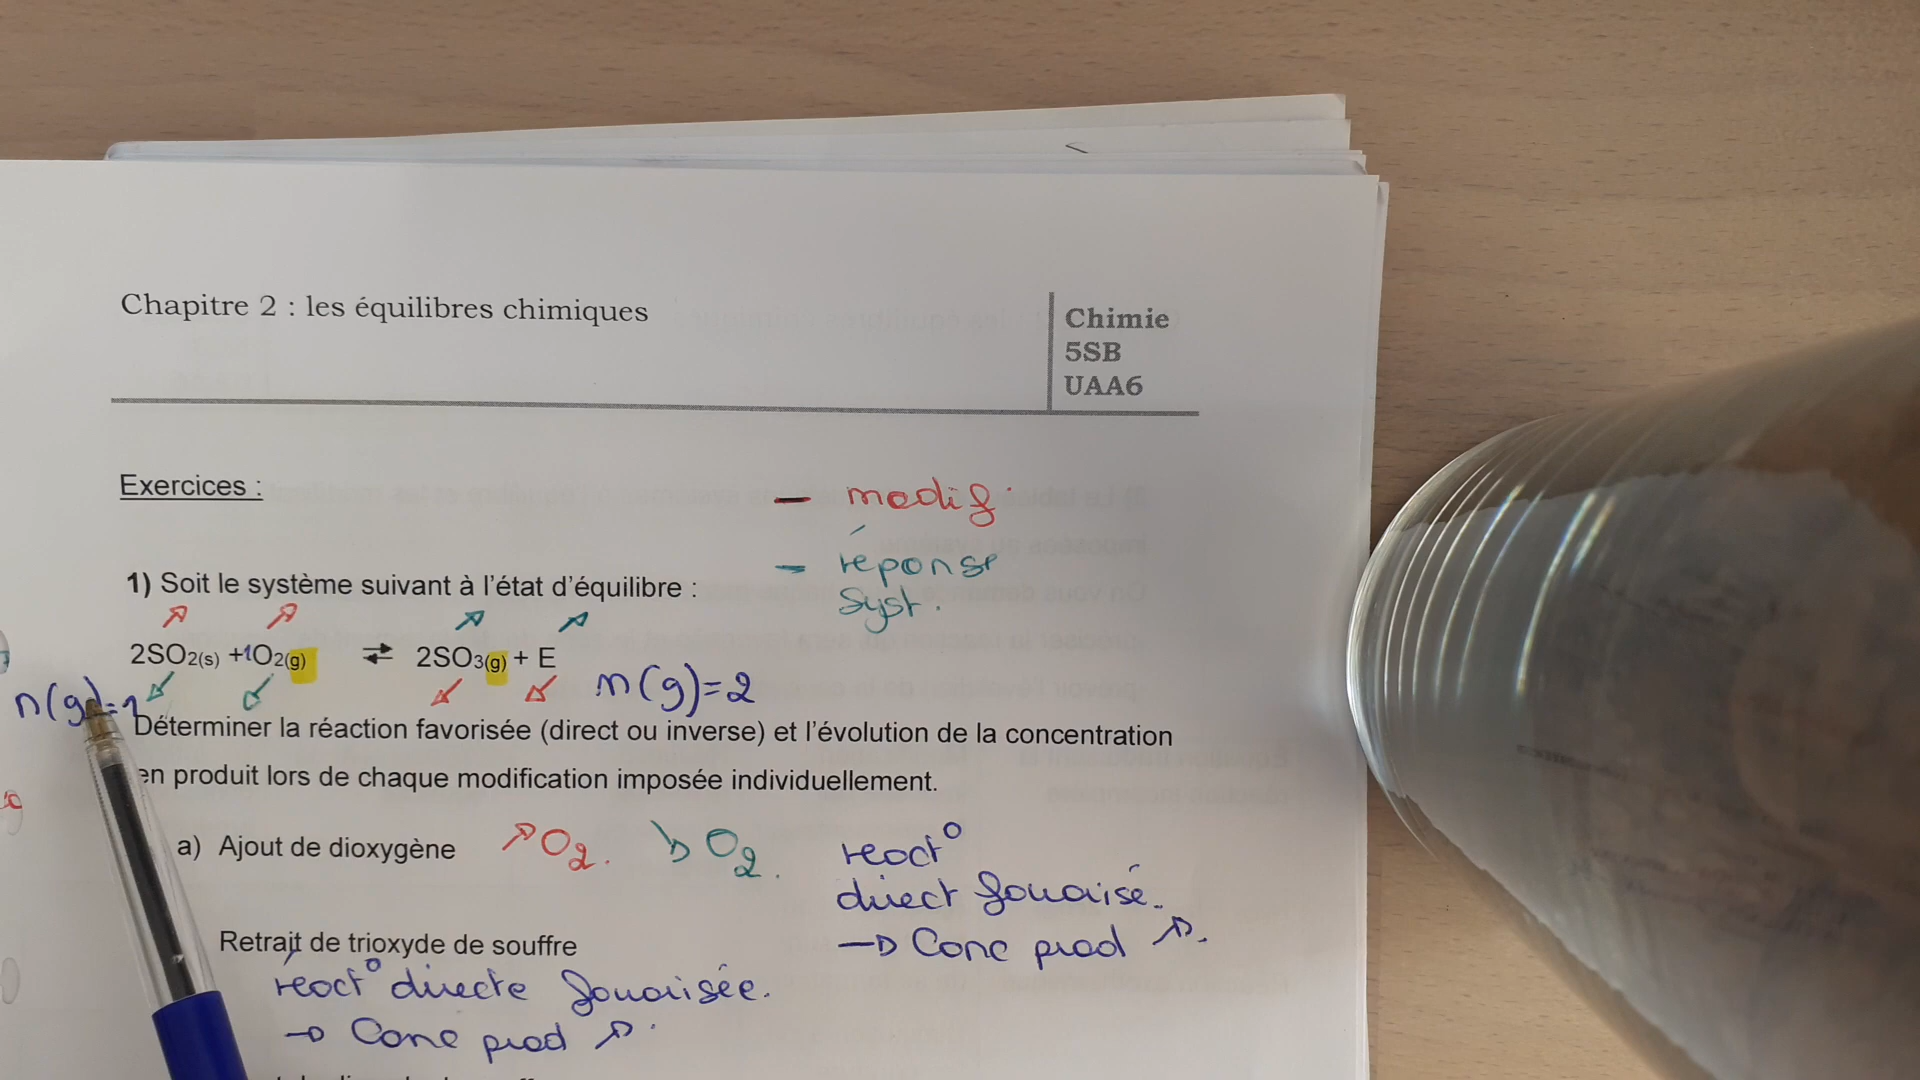 Chapitre 2 : les équilibres chimiques
Chimie
5SB
UAA6
Exercices :
- modif.
- réponse
syst.
1) Soit le système suivant à l'état d'équilibre :
↗ ↗ ↗ ↗
2SO2(s) +1O2(g) ⇄ 2SO3(g) + E
↙ ↙ ↙ ↙
n(g)=1
n(g)=2
Déterminer la réaction favorisée (direct ou inverse) et l'évolution de la concentration
en produit lors de chaque modification imposée individuellement.
a) Ajout de dioxygène ↗O2. ↘O2.
réact°
direct favorisé.
→ Conc prod ↗.
Retrait de trioxyde de souffre
réact° directe favorisée.
→ Conc prod ↗.